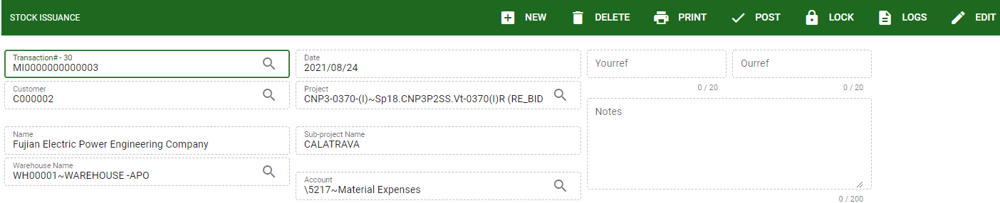 STOCK ISSUANCE
NEW
DELETE
PRINT
POST
LOCK
LOGS
EDIT
Transaction# - 30
MI0000000000003
Date
2021/08/24
Yourref
0 / 20
Ourref
0 / 20
Customer
C000002
Project
CNP3-0370-(I)~Sp18.CNP3P2SS.Vt-0370(I)R (RE_BID
Notes
0 / 200
Name
Fujian Electric Power Engineering Company
Sub-project Name
CALATRAVA
Warehouse Name
WH00001~WAREHOUSE -APO
Account
\5217~Material Expenses